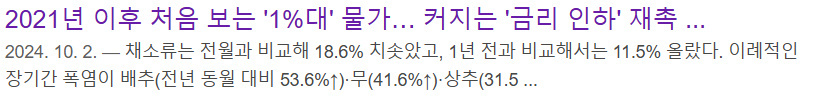 2021년 이후 처음 보는 '1%대' 물가… 커지는 '금리 인하' 재촉 ...
2024. 10. 2. — 채소류는 전월과 비교해 18.6% 치솟았고, 1년 전과 비교해서는 11.5% 올랐다. 이례적인
장기간 폭염이 배추(전년 동월 대비 53.6%↑)·무(41.6%↑)·상추(31.5 ...